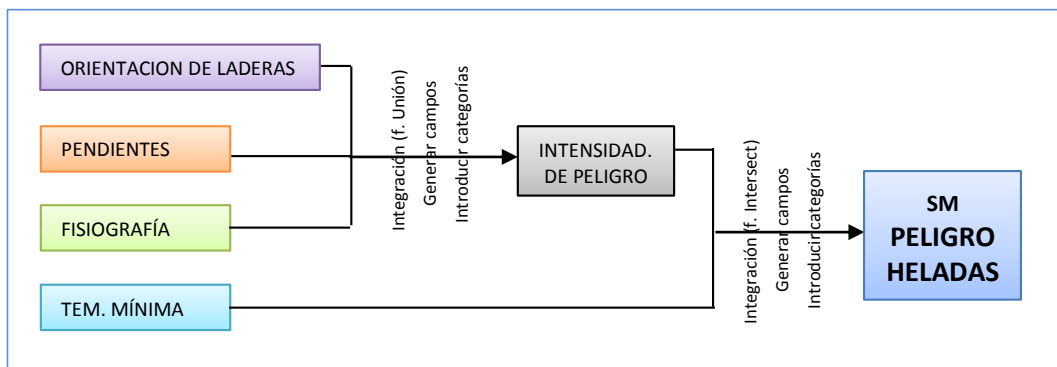 ORIENTACION DE LADERAS
PENDIENTES
FISIOGRAFÍA
TEM. MÍNIMA
Integración (f. Unión)
Generar campos
Introducir categorías
INTENSIDAD.
DE PELIGRO
Integración (f. Intersect)
Generar campos
Introducir categorías
SM
PELIGRO
HELADAS